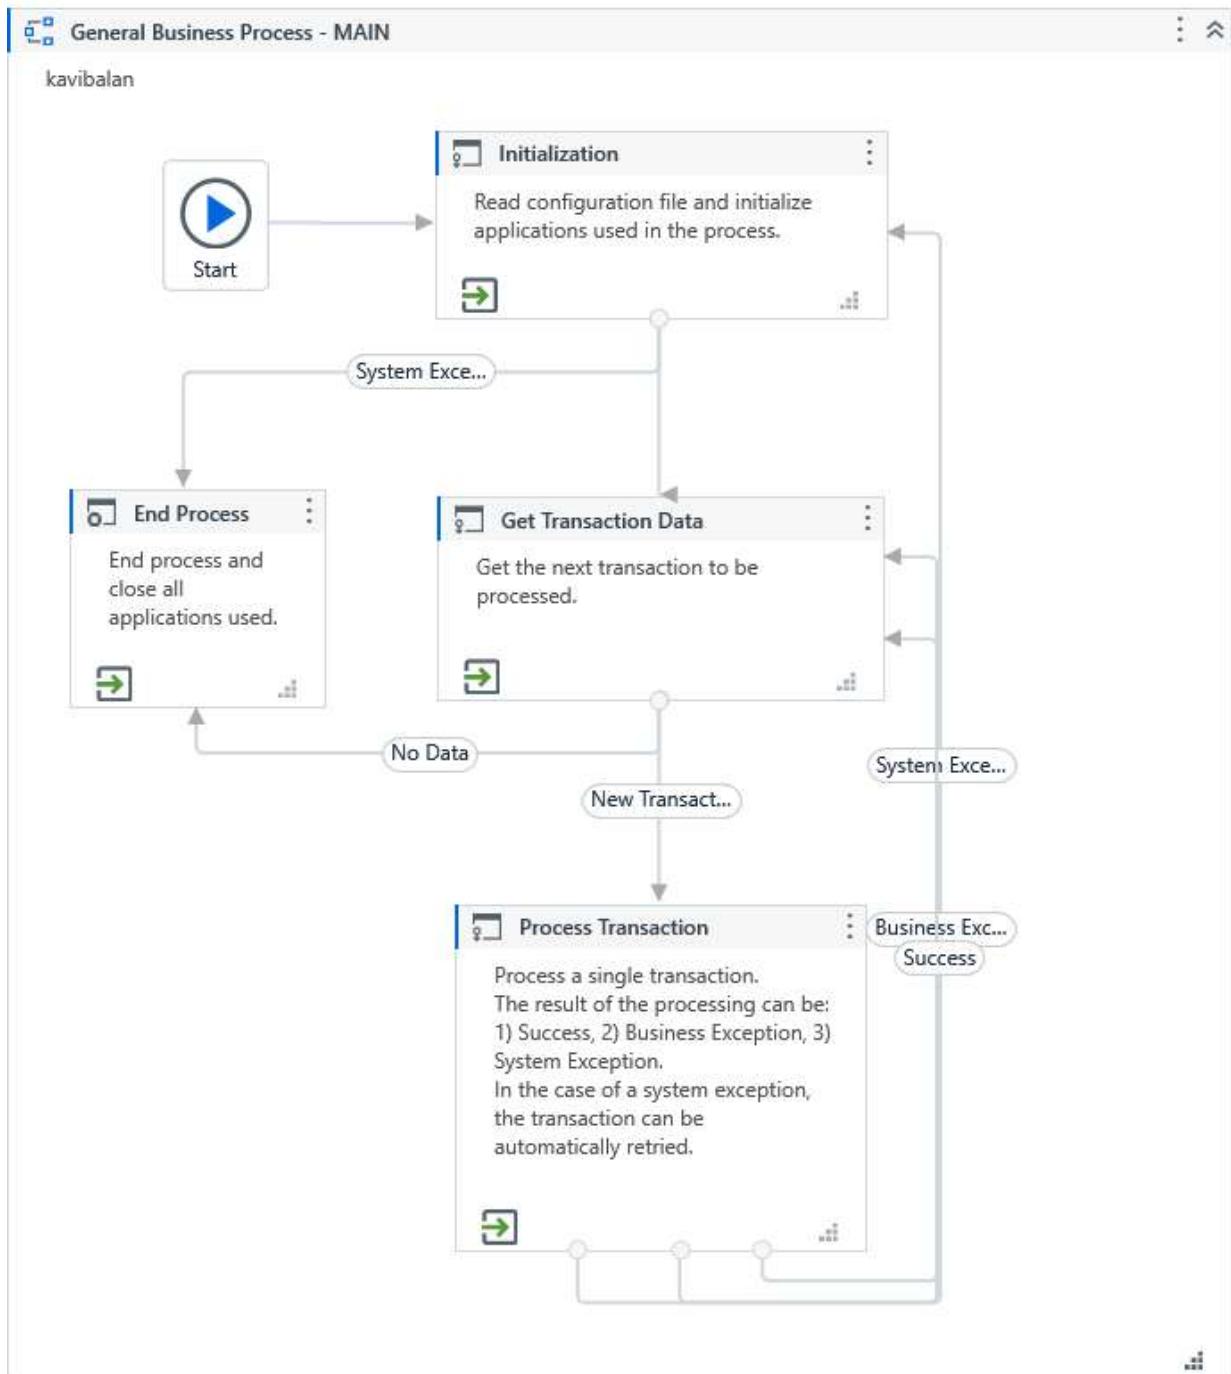 General Business Process - MAIN
kavibalan
Initialization
Read configuration file and initialize
applications used in the process.
Start
System Exce...
End Process
End process and
close all
applications used.
Get Transaction Data
Get the next transaction to be
processed.
No Data
New Transact...
System Exce...
Process Transaction
Process a single transaction.
The result of the processing can be:
1) Success, 2) Business Exception, 3)
System Exception.
In the case of a system exception,
the transaction can be
automatically retried.
Business Exc...
Success